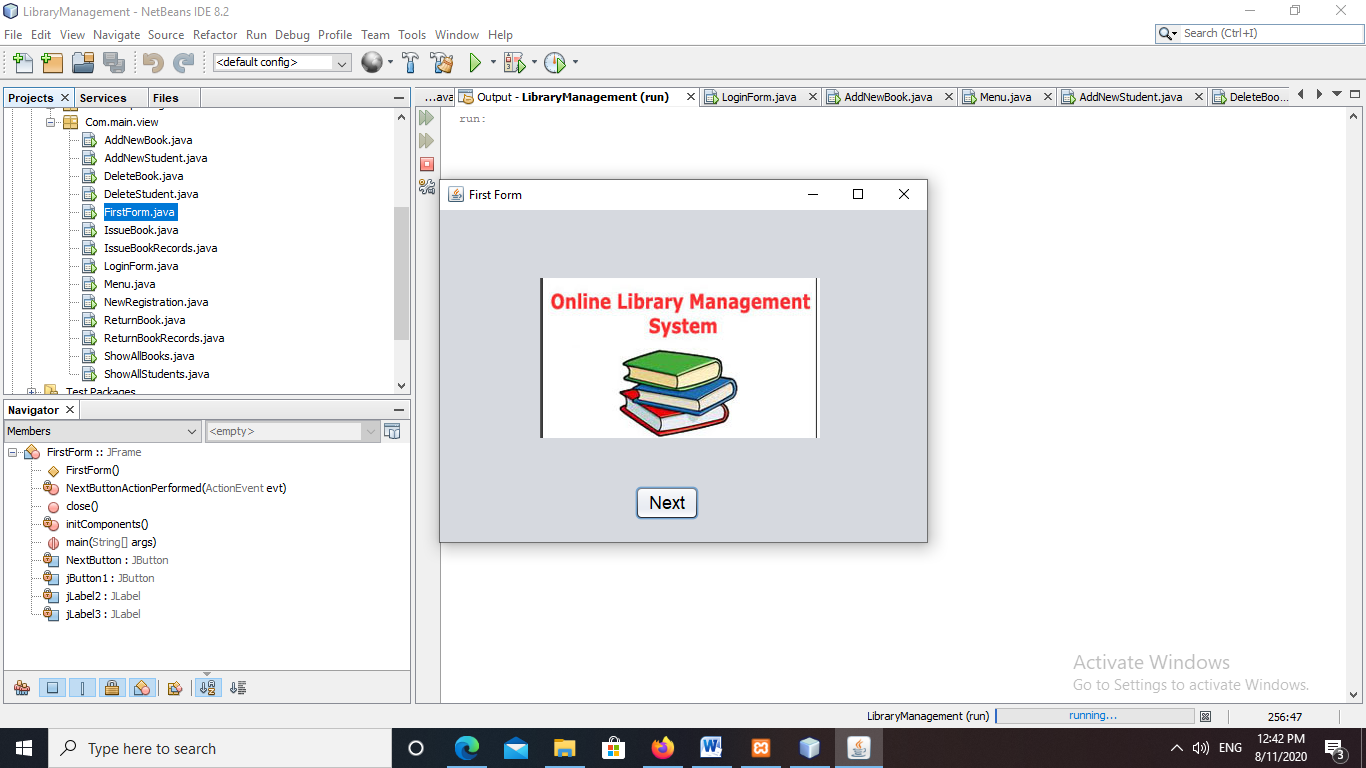 LibraryManagement - NetBeans IDE 8.2
File Edit View Navigate Source Refactor Run Debug Profile Team Tools Window Help
Search (Ctrl+I)
<default config>
Projects Services Files
...ava Output - LibraryManagement (run) LoginForm.java AddNewBook.java Menu.java AddNewStudent.java DeleteBoo...
run:
Com.main.view
AddNewBook.java
AddNewStudent.java
DeleteBook.java
DeleteStudent.java
FirstForm.java
IssueBook.java
IssueBookRecords.java
LoginForm.java
Menu.java
NewRegistration.java
ReturnBook.java
ReturnBookRecords.java
ShowAllBooks.java
ShowAllStudents.java
Test Packages
First Form
Online Library Management
System
Next
Navigator
Members
<empty>
FirstForm :: JFrame
FirstForm()
NextButtonActionPerformed(ActionEvent evt)
close()
initComponents()
main(String[] args)
NextButton : JButton
jButton1 : JButton
jLabel2 : JLabel
jLabel3 : JLabel
Activate Windows
Go to Settings to activate Windows.
LibraryManagement (run) running... 256:47
Type here to search
ENG
12:42 PM
8/11/2020
3